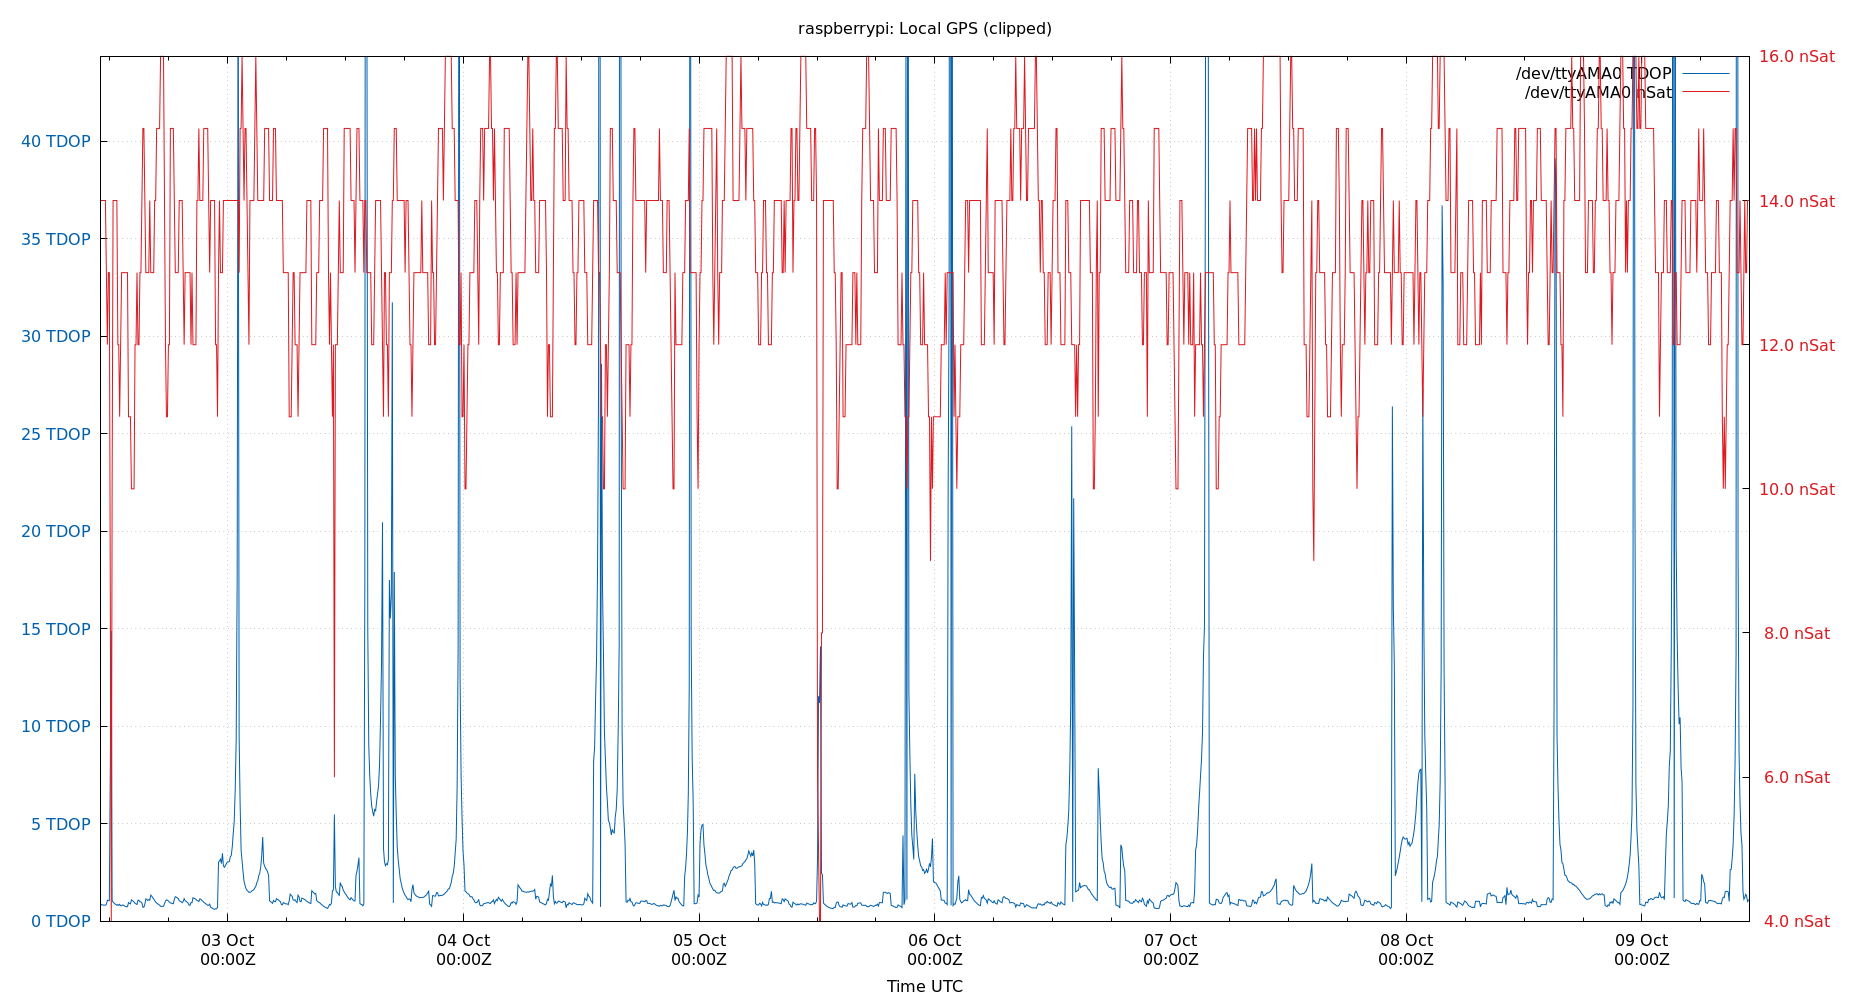 raspberrypi: Local GPS (clipped)
16.0 nSat
/dev/ttyAMA0 TDOP
/dev/ttyAMA0 nSat
40 TDOP
14.0 nSat
35 TDOP
30 TDOP
12.0 nSat
25 TDOP
10.0 nSat
20 TDOP
15 TDOP
8.0 nSat
10 TDOP
6.0 nSat
5 TDOP
0 TDOP
4.0 nSat
03 Oct
00:00Z
04 Oct
00:00Z
05 Oct
00:00Z
06 Oct
00:00Z
07 Oct
00:00Z
08 Oct
00:00Z
09 Oct
00:00Z
Time UTC